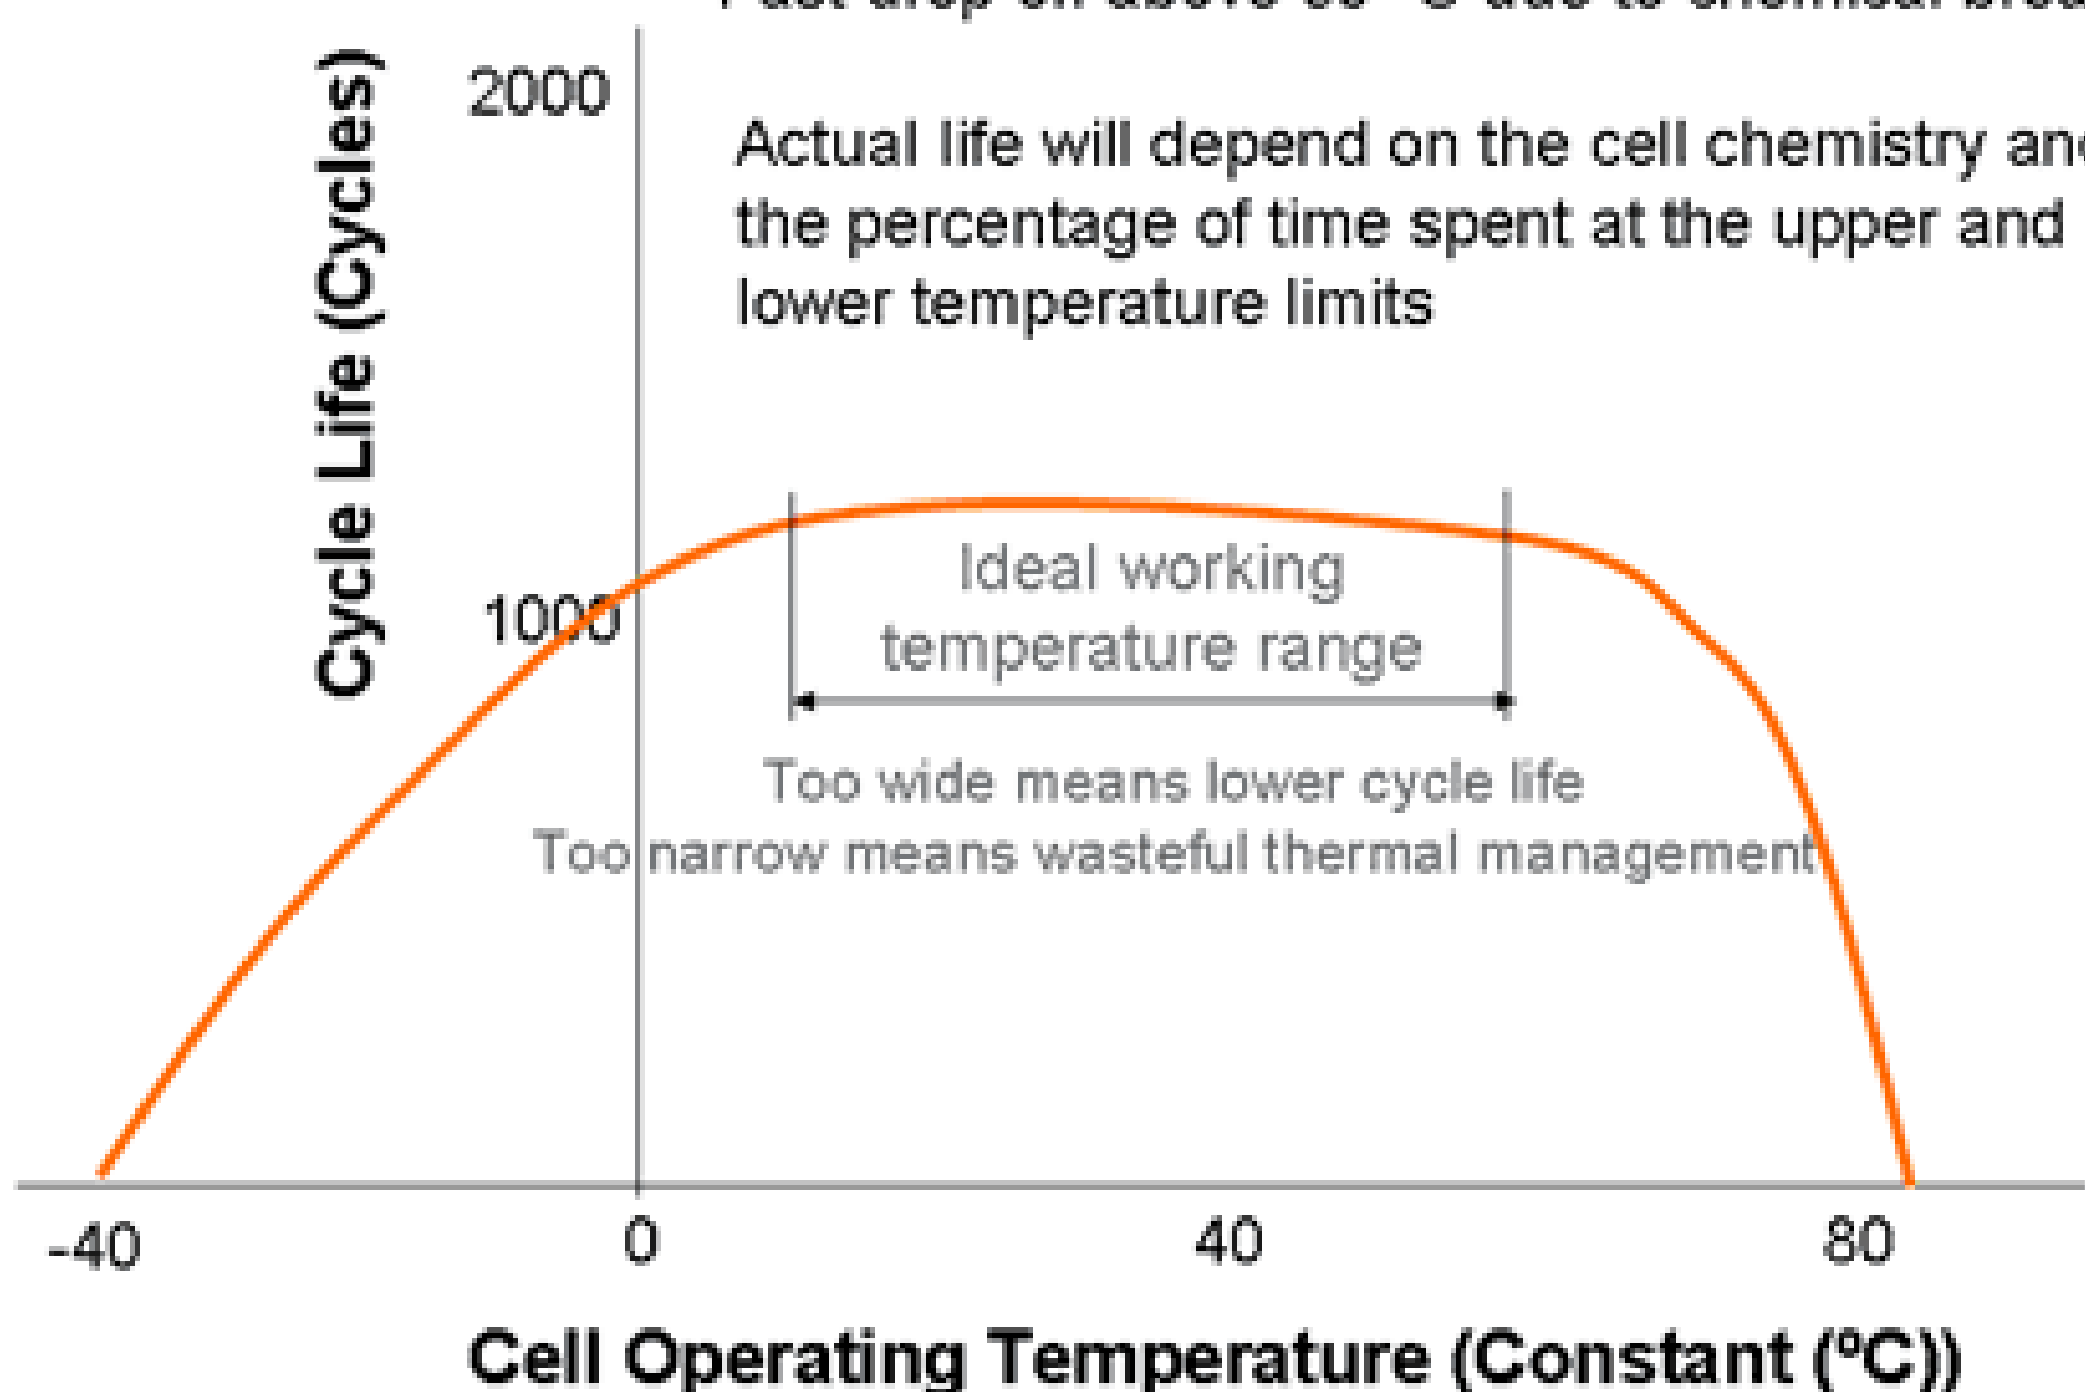 2000
Cycle Life (Cycles)
Actual life will depend on the cell chemistry
the percentage of time spent at the upper and
lower temperature limits
1000
Ideal working
temperature range
Too wide means lower cycle life
Too narrow means wasteful thermal management
-40 0 40 80
Cell Operating Temperature (Constant (ºC))